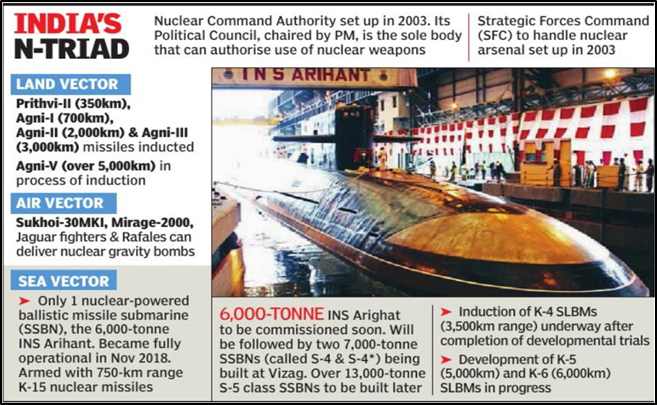 INDIA'S
N-TRIAD
Nuclear Command Authority set up in 2003. Its
Political Council, chaired by PM, is the sole body
that can authorise use of nuclear weapons
Strategic Forces Command
(SFC) to handle nuclear
arsenal set up in 2003
LAND VECTOR
Prithvi-II (350km),
Agni-I (700km),
Agni-II (2,000km) & Agni-III
(3,000km) missiles inducted
Agni-V (over 5,000km) in
process of induction
AIR VECTOR
Sukhoi-30MKI, Mirage-2000,
Jaguar fighters & Rafales can
deliver nuclear gravity bombs
SEA VECTOR
➤ Only 1 nuclear-powered
ballistic missile submarine
(SSBN), the 6,000-tonne
INS Arihant. Became fully
operational in Nov 2018.
Armed with 750-km range
K-15 nuclear missiles
INS ARIHANT
6,000-TONNE INS Arighat
to be commissioned soon. Will
be followed by two 7,000-tonne
SSBNs (called S-4 & S-4*) being
built at Vizag. Over 13,000-tonne
S-5 class SSBNs to be built later
➤ Induction of K-4 SLBMs
(3,500km range) underway after
completion of developmental trials
➤ Development of K-5
(5,000km) and K-6 (6,000km)
SLBMs in progress